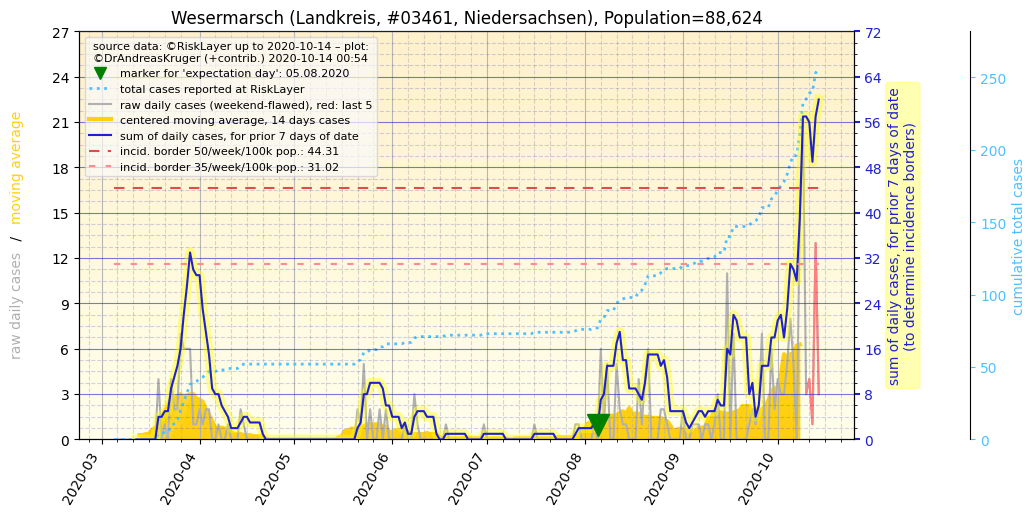 Wesermarsch (Landkreis, #03461, Niedersachsen), Population=88,624
source data: ©RiskLayer up to 2020-10-14 – plot:
©DrAndreasKruger (+contrib.) 2020-10-14 00:54
marker for 'expectation day': 05.08.2020
total cases reported at RiskLayer
raw daily cases (weekend-flawed), red: last 5
centered moving average, 14 days cases
sum of daily cases, for prior 7 days of date
incid. border 50/week/100k pop.: 44.31
incid. border 35/week/100k pop.: 31.02
raw daily cases / moving average
27
24
21
18
15
12
9
6
3
0
72
64
56
48
40
32
24
16
8
0
sum of daily cases, for prior 7 days of date
(to determine incidence borders)
250
200
150
100
50
0
cumulative total cases
2020-03
2020-04
2020-05
2020-06
2020-07
2020-08
2020-09
2020-10